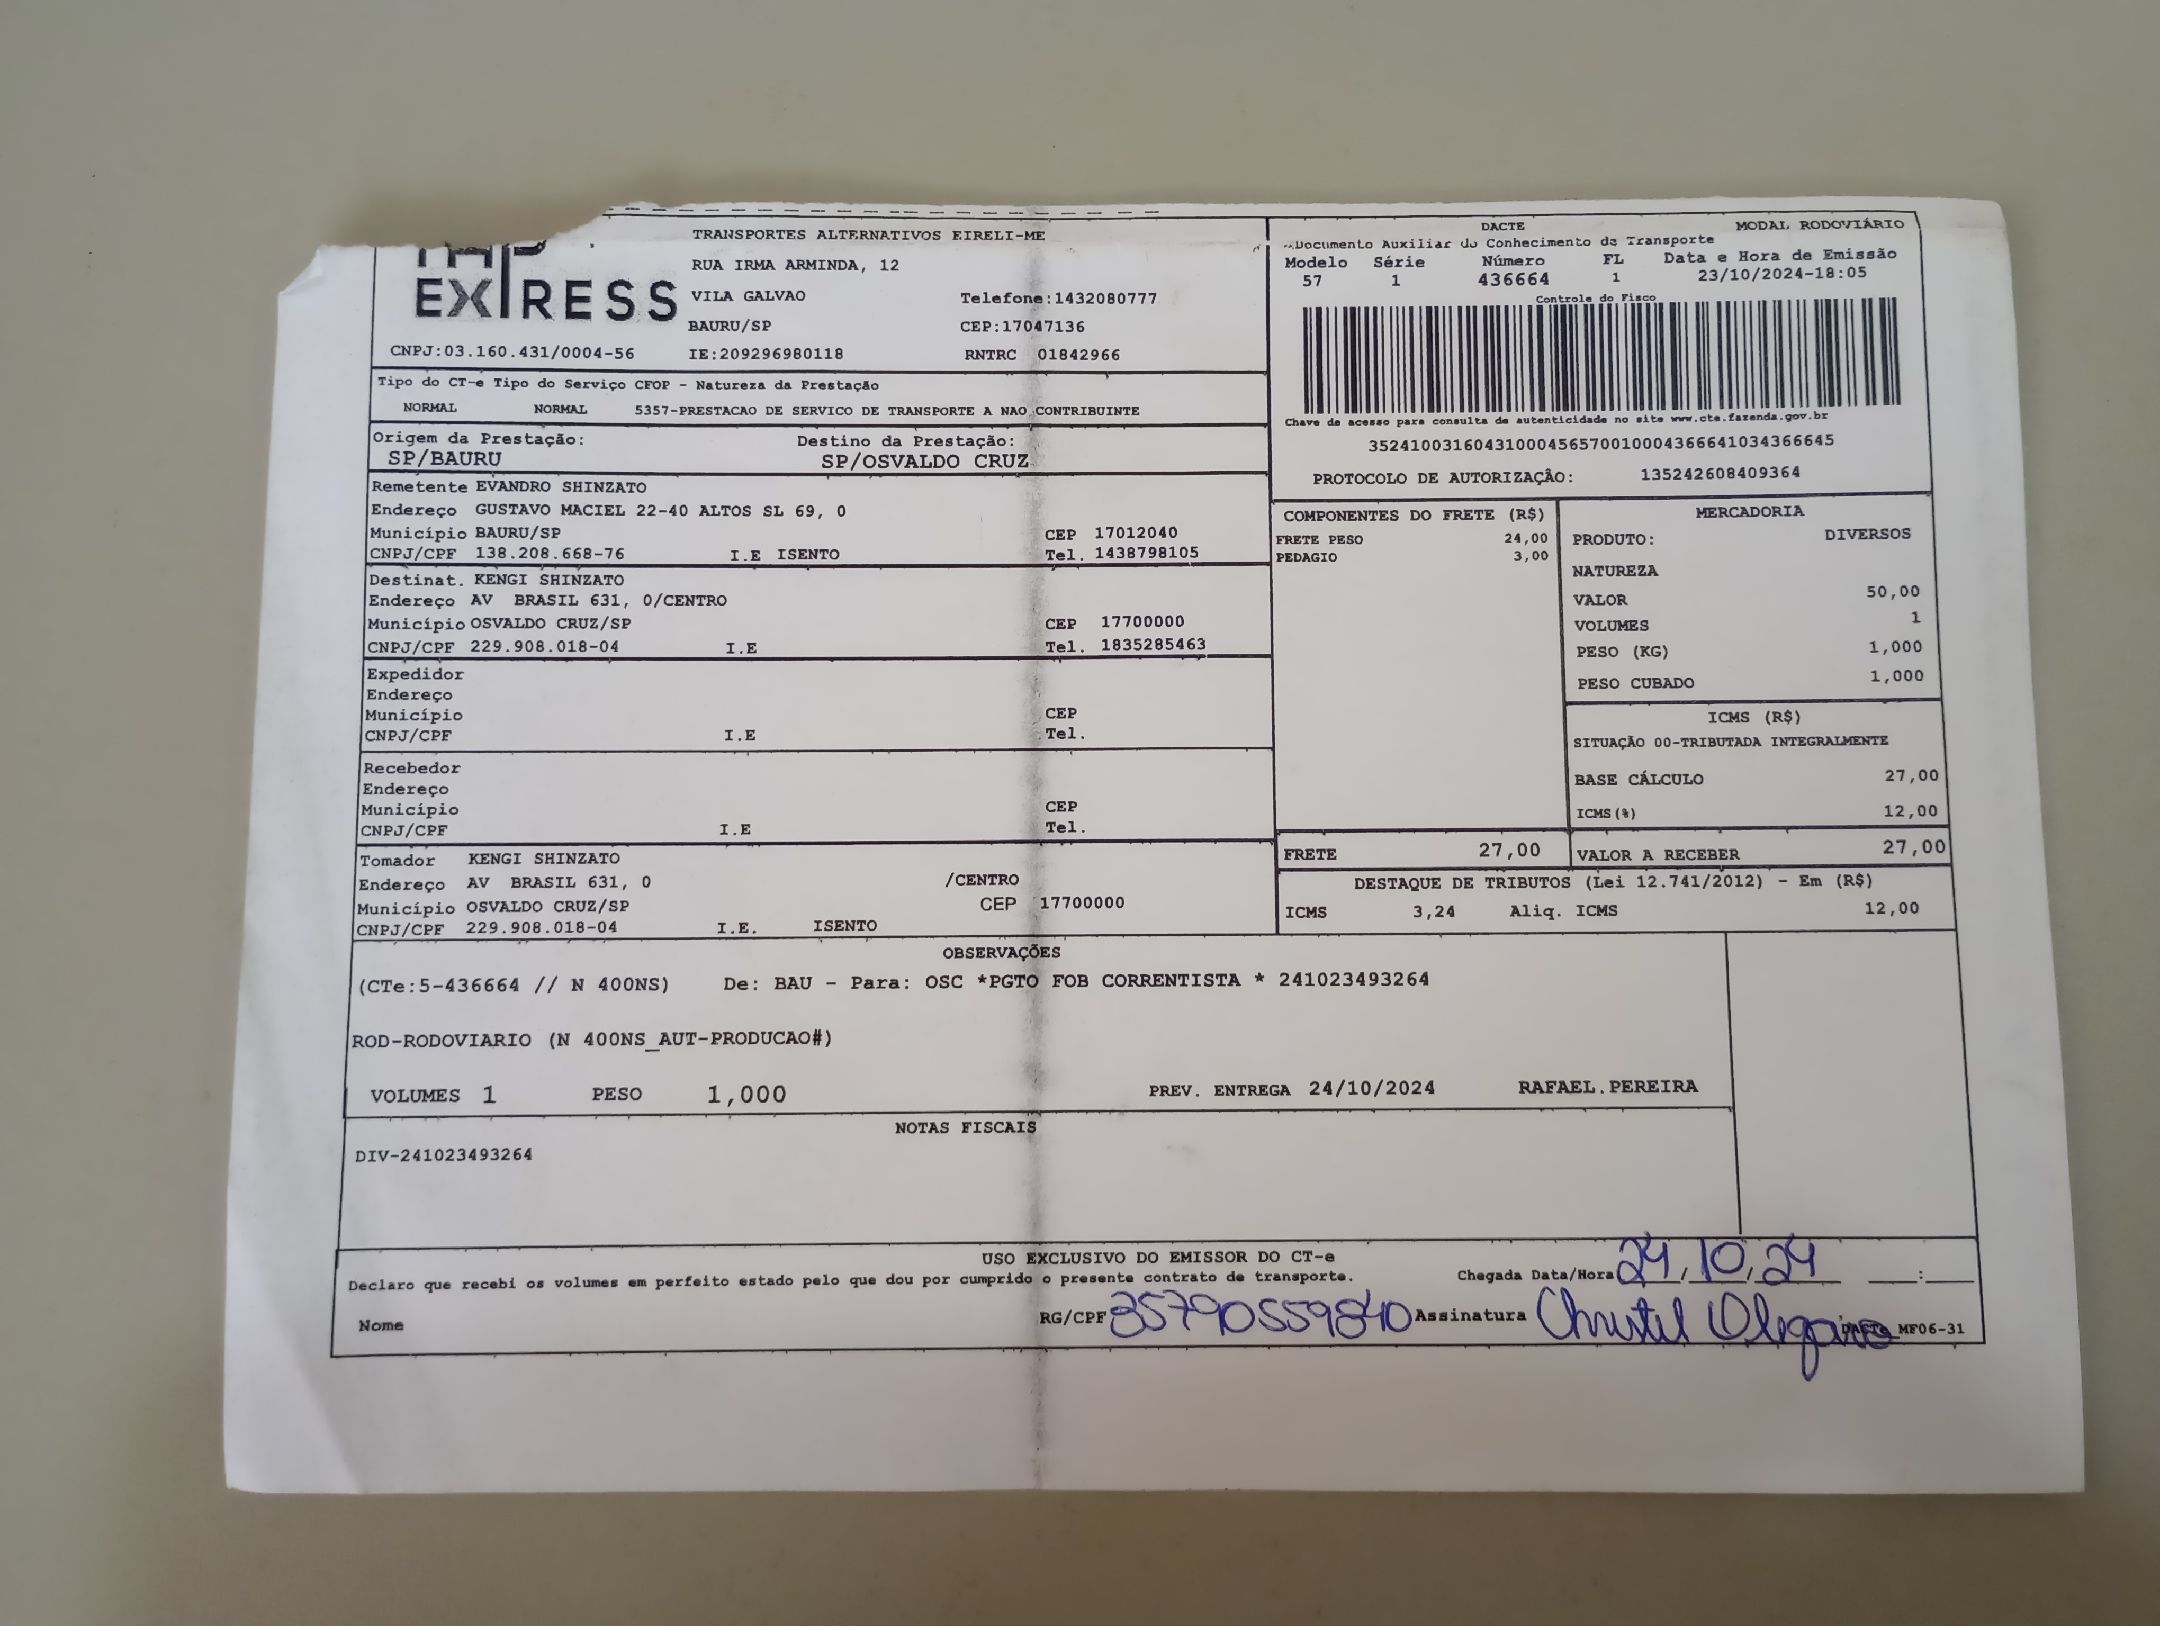 TRANSPORTES ALTERNATIVOS EIRELI-ME
RUA IRMA ARMINDA, 12
EXPRESS
VILA GALVAO Telefone:1432080777
BAURU/SP CEP:17047136
CNPJ:03.160.431/0004-56 IE:209296980118 RNTRC 01842966
DACTE MODAL RODOVIÁRIO
Documento Auxiliar do Conhecimento de Transporte
Modelo Série Número FL Data e Hora de Emissão
57 1 436664 1 23/10/2024-18:05
Controle do Fisco
Chave de acesso para consulta de autenticidade no site www.cte.fazenda.gov.br
35241003160431000456570010004366641034366645
PROTOCOLO DE AUTORIZAÇÃO: 135242608409364
Tipo do CT-e Tipo do Serviço CFOP - Natureza da Prestação
NORMAL NORMAL 5357-PRESTACAO DE SERVICO DE TRANSPORTE A NAO CONTRIBUINTE
Origem da Prestação: Destino da Prestação:
SP/BAURU SP/OSVALDO CRUZ
Remetente EVANDRO SHINZATO
Endereço GUSTAVO MACIEL 22-40 ALTOS SL 69, 0
Município BAURU/SP CEP 17012040
CNPJ/CPF 138.208.668-76 I.E ISENTO Tel. 1438798105
Destinat. KENGI SHINZATO
Endereço AV BRASIL 631, 0/CENTRO
Município OSVALDO CRUZ/SP CEP 17700000
CNPJ/CPF 229.908.018-04 I.E Tel. 1835285463
Expedidor
Endereço
Município CEP
CNPJ/CPF I.E Tel.
Recebedor
Endereço
Município CEP
CNPJ/CPF I.E Tel.
Tomador KENGI SHINZATO
Endereço AV BRASIL 631, 0 /CENTRO
Município OSVALDO CRUZ/SP CEP 17700000
CNPJ/CPF 229.908.018-04 I.E. ISENTO
COMPONENTES DO FRETE (R$)
FRETE PESO 24,00
PEDAGIO 3,00
MERCADORIA
PRODUTO: DIVERSOS
NATUREZA
VALOR 50,00
VOLUMES 1
PESO (KG) 1,000
PESO CUBADO 1,000
ICMS (R$)
SITUAÇÃO 00-TRIBUTADA INTEGRALMENTE
BASE CÁLCULO 27,00
ICMS(%) 12,00
FRETE 27,00 VALOR A RECEBER 27,00
DESTAQUE DE TRIBUTOS (Lei 12.741/2012) - Em (R$)
ICMS 3,24 Aliq. ICMS 12,00
OBSERVAÇÕES
(CTe:5-436664 // N 400NS) De: BAU - Para: OSC *PGTO FOB CORRENTISTA * 241023493264
ROD-RODOVIARIO (N 400NS_AUT-PRODUCAO#)
VOLUMES 1 PESO 1,000 PREV. ENTREGA 24/10/2024 RAFAEL.PEREIRA
NOTAS FISCAIS
DIV-241023493264
USO EXCLUSIVO DO EMISSOR DO CT-e
Declaro que recebi os volumes em perfeito estado pelo que dou por cumprido o presente contrato de transporte. Chegada Data/Hora 24/10/24 :
Nome RG/CPF 35790559840 Assinatura DACTe MF06-31